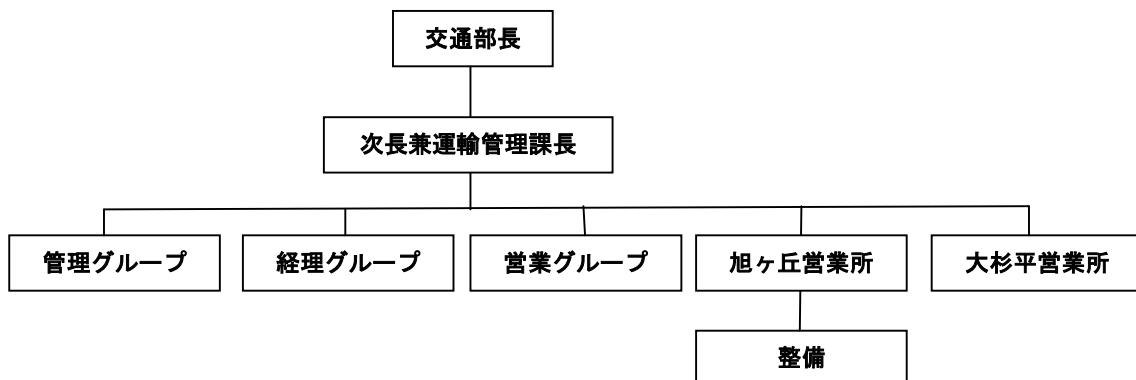 交通部長
次長兼運輸管理課長
管理グループ
経理グループ
営業グループ
旭ヶ丘営業所
大杉平営業所
整備